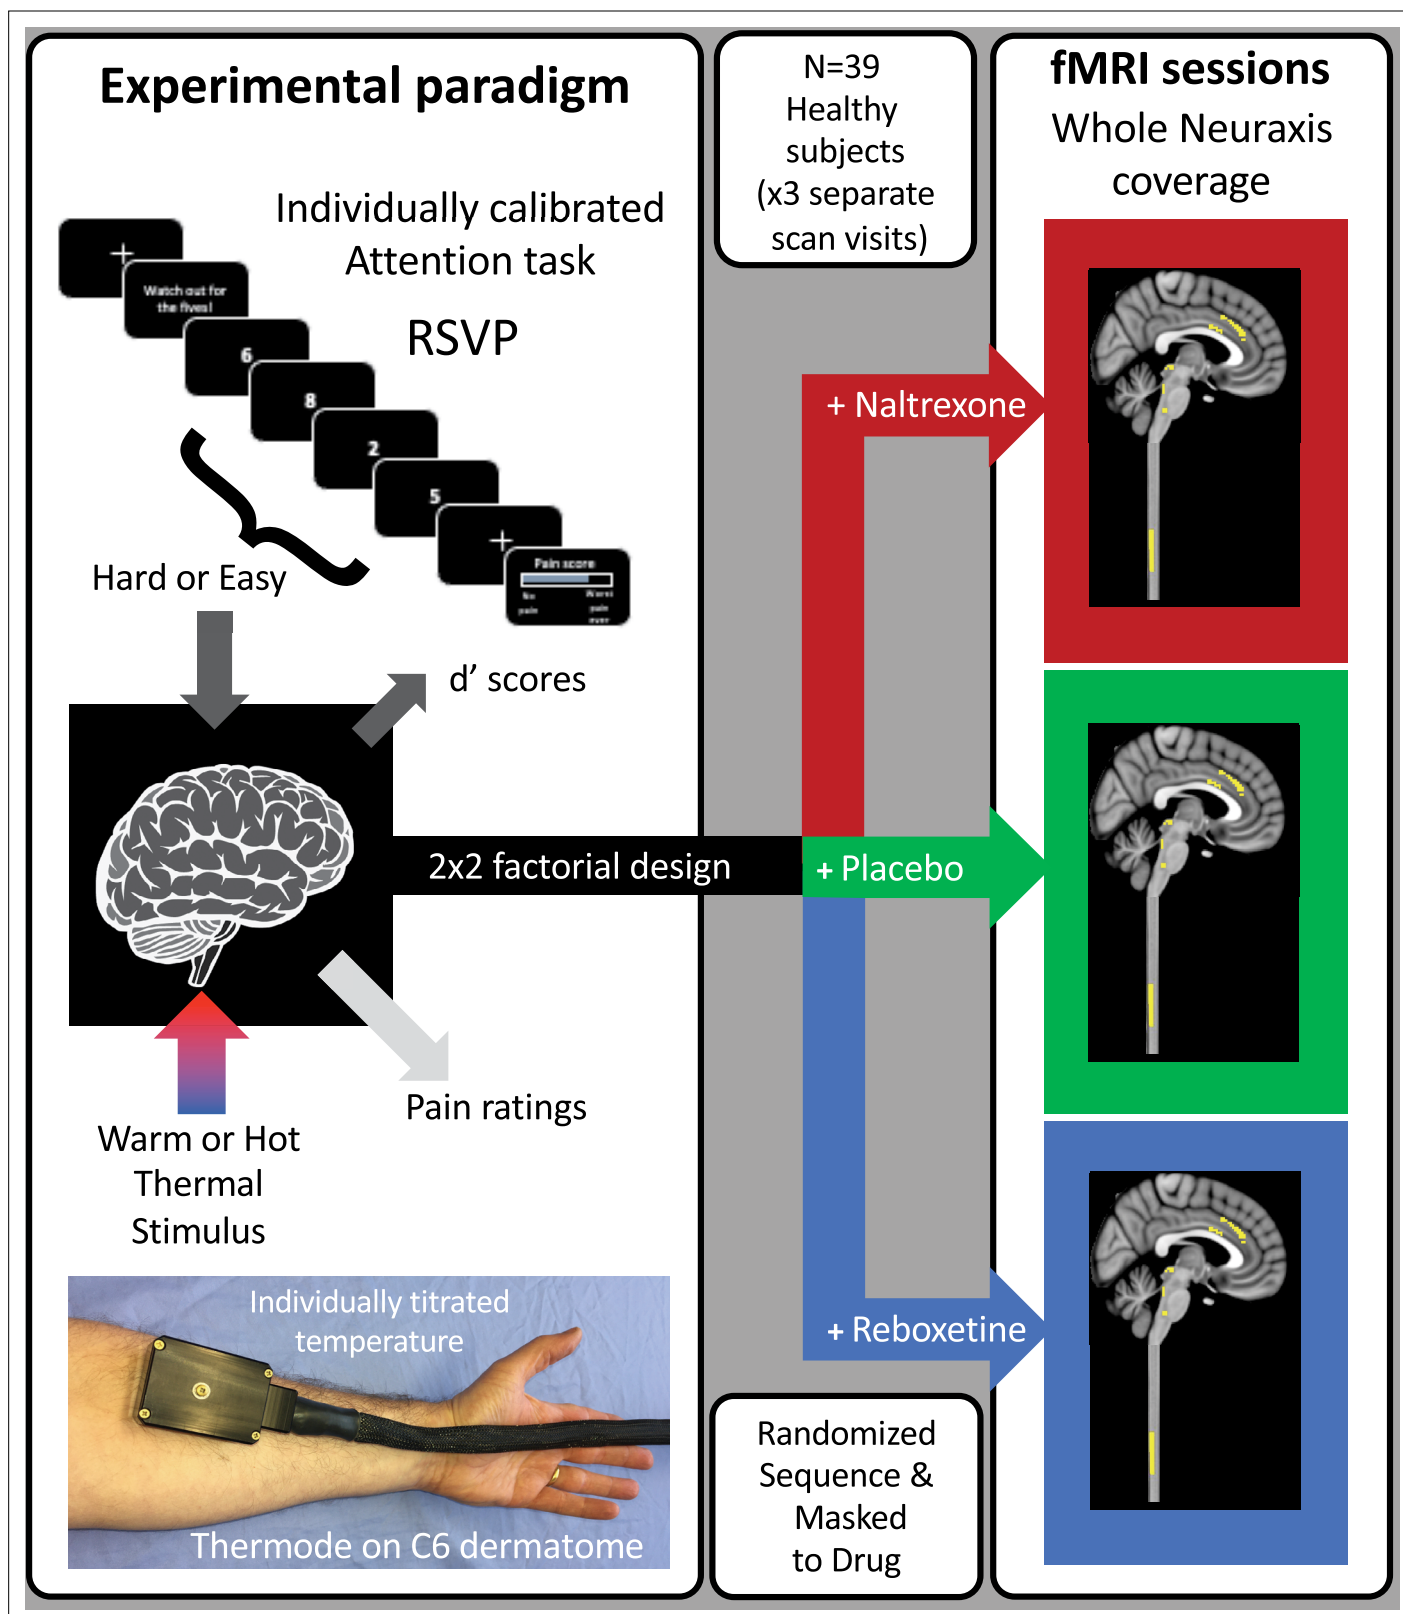 Experimental paradigm
Individually calibrated
Attention task
RSVP
Watch out for
the fives!
6
8
2
5
Pain score
No
pain
Worst
pain
ever
Hard or Easy
d’ scores
2x2 factorial design
Pain ratings
Warm or Hot
Thermal
Stimulus
Individually titrated
temperature
Thermode on C6 dermatome
N=39
Healthy
subjects
(x3 separate
scan visits)
+ Naltrexone
+ Placebo
+ Reboxetine
Randomized
Sequence &
Masked
to Drug
fMRI sessions
Whole Neuraxis
coverage